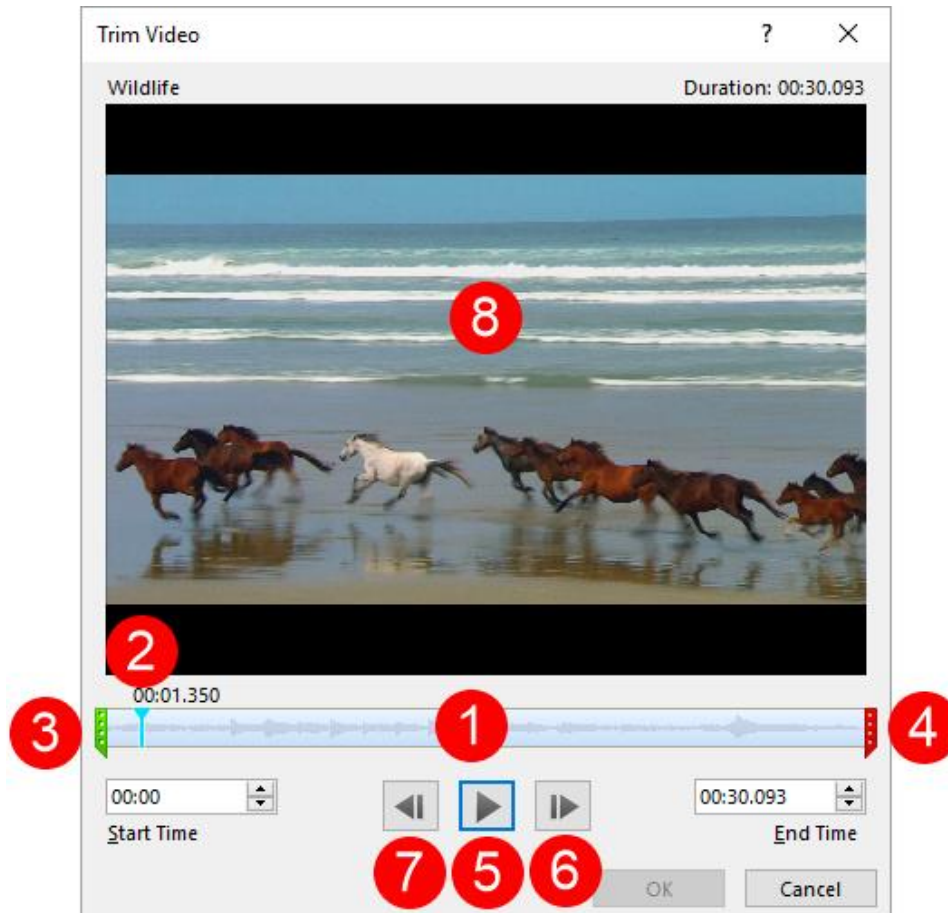 Trim Video ?
Wildlife Duration: 00:30.093
8
2
00:01.350
3 1 4
00:00 00:30.093
Start Time End Time
7 5 6
OK Cancel